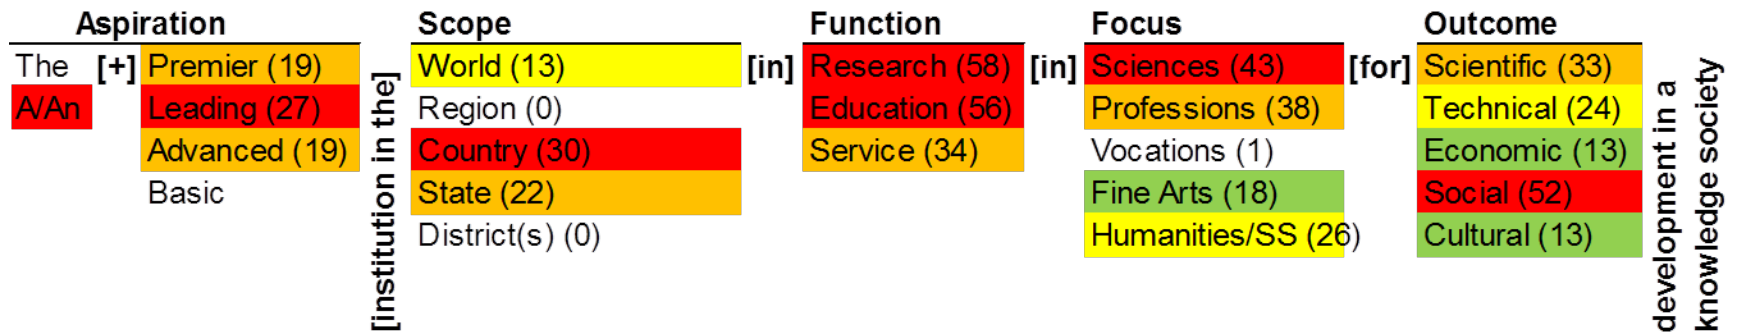 Aspiration Scope Function Focus Outcome
The [+] Premier (19) World (13) [in] Research (58) [in] Sciences (43) [for] Scientific (33)
A/An Leading (27) Region (0) Education (56) Professions (38) Technical (24)
Advanced (19) Country (30) Service (34) Vocations (1) Economic (13)
Basic State (22) Fine Arts (18) Social (52)
District(s) (0) Humanities/SS (26) Cultural (13)
[institution in the]
development in a
knowledge society